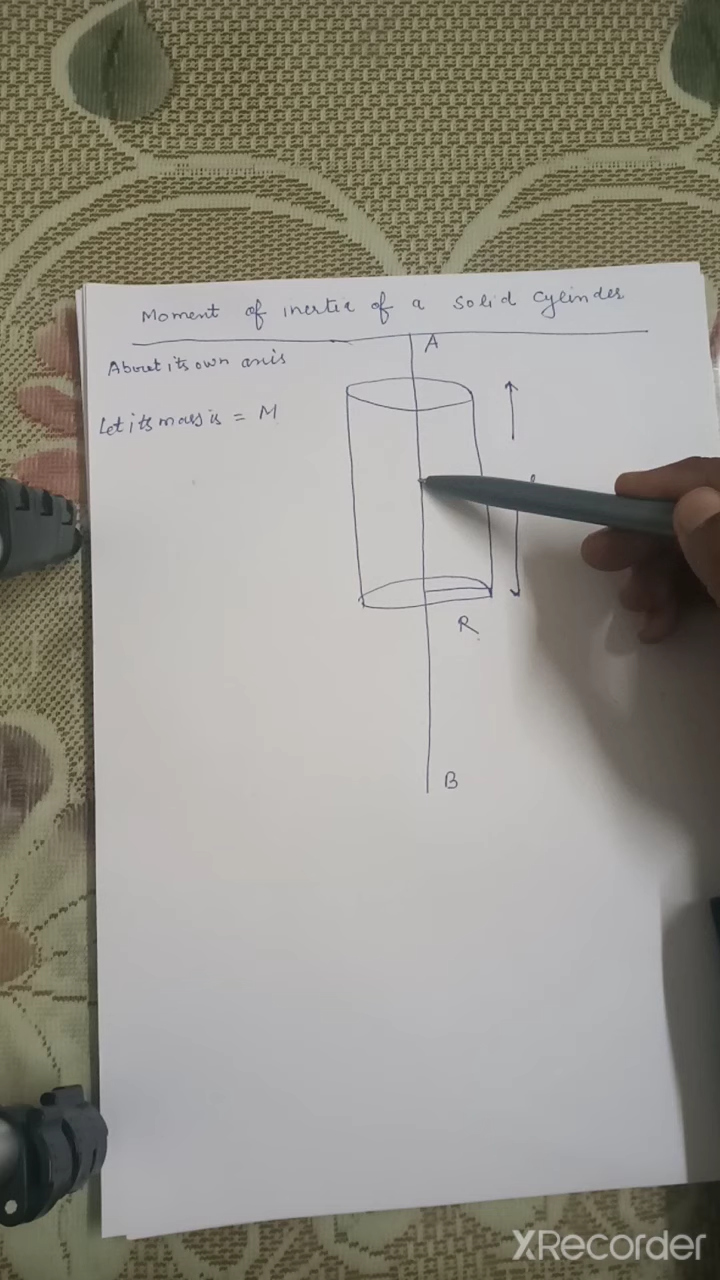 Moment of inertia of a solid cylinder
A
About its own axis
Let its mass is = M
R
B
XRecorder